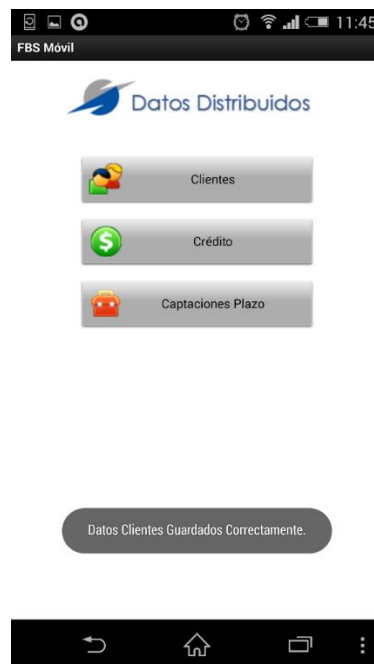 11:45
FBS Móvil
Datos Distribuidos
Clientes
Crédito
Captaciones Plazo
Datos Clientes Guardados Correctamente.